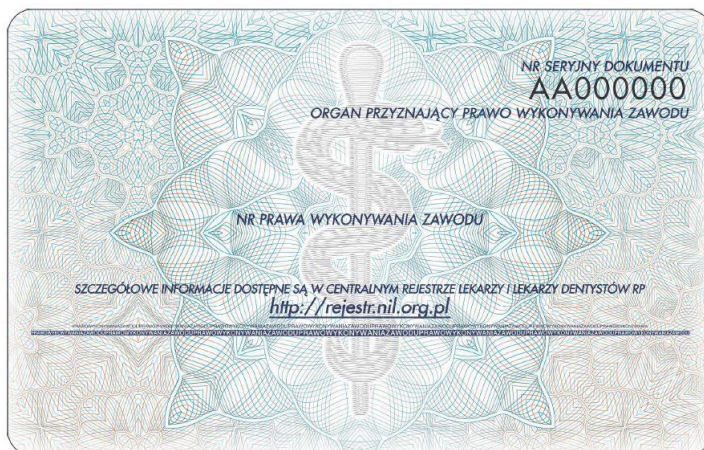 NR SERYJNY DOKUMENTU
AA000000
ORGAN PRZYZNAJĄCY PRAWO WYKONYWANIA ZAWODU
NR PRAWA WYKONYWANIA ZAWODU
SZCZEGÓŁOWE INFORMACJE DOSTĘPNE SĄ W CENTRALNYM REJESTRZE LEKARZY I LEKARZY DENTYSTÓW RP
http://rejestr.nil.org.pl